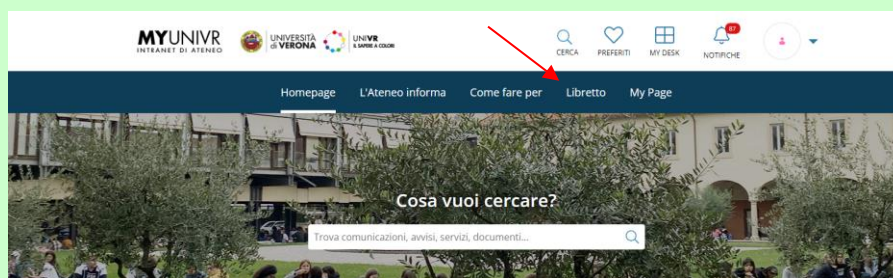 MYUNIVR
INTRANET DI ATENEO
UNIVERSITÀ
di VERONA
UNIVR
IL SAPERE A COLORI
CERCA
PREFERITI
MY DESK
87
NOTIFICHE
Homepage
L'Ateneo informa
Come fare per
Libretto
My Page
Cosa vuoi cercare?
Trova comunicazioni, avvisi, servizi, documenti...